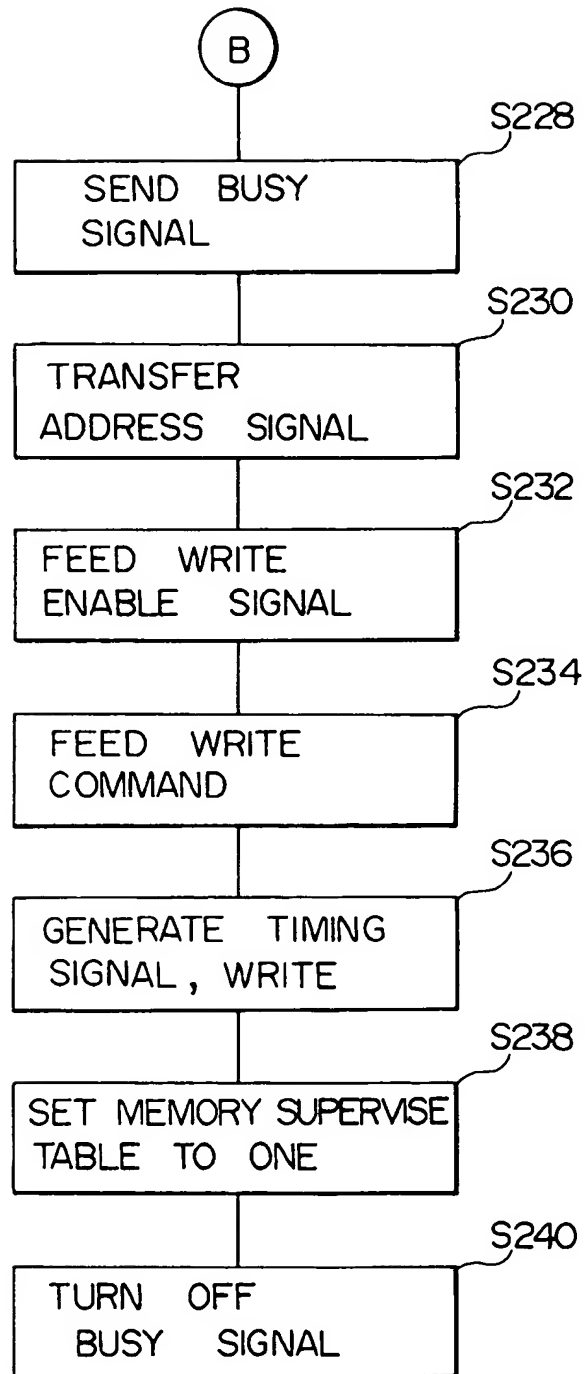 B
S228
SEND BUSY
SIGNAL
S230
TRANSFER
ADDRESS SIGNAL
S232
FEED WRITE
ENABLE SIGNAL
S234
FEED WRITE
COMMAND
S236
GENERATE TIMING
SIGNAL, WRITE
S238
SET MEMORY SUPERVISE
TABLE TO ONE
S240
TURN OFF
BUSY SIGNAL